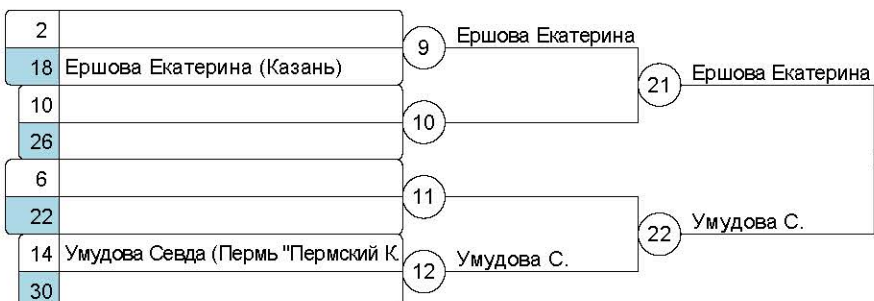 2
9 Ершова Екатерина
18 Ершова Екатерина (Казань)
21 Ершова Екатерина
10
10
26
6
11
22
22 Умудова С.
14 Умудова Севда (Пермь "Пермский К.
12 Умудова С.
30